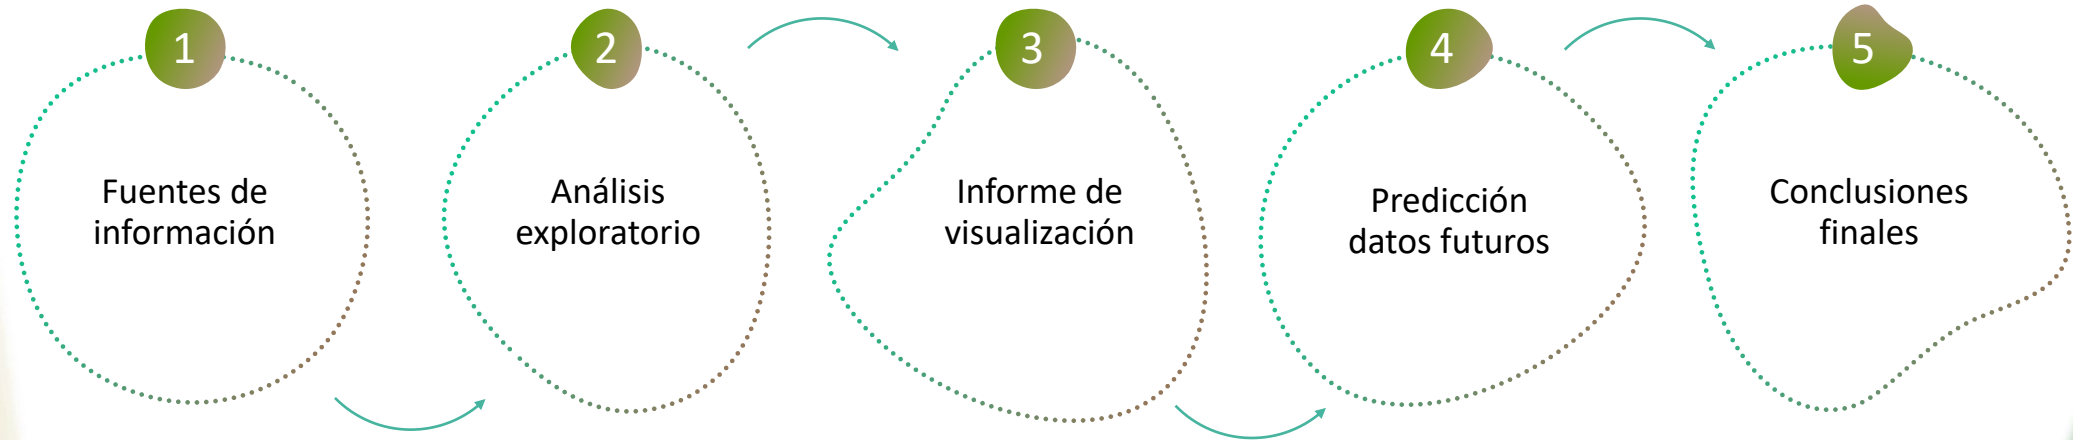 1
Fuentes de
información
2
Análisis
exploratorio
3
Informe de
visualización
4
Predicción
datos futuros
5
Conclusiones
finales